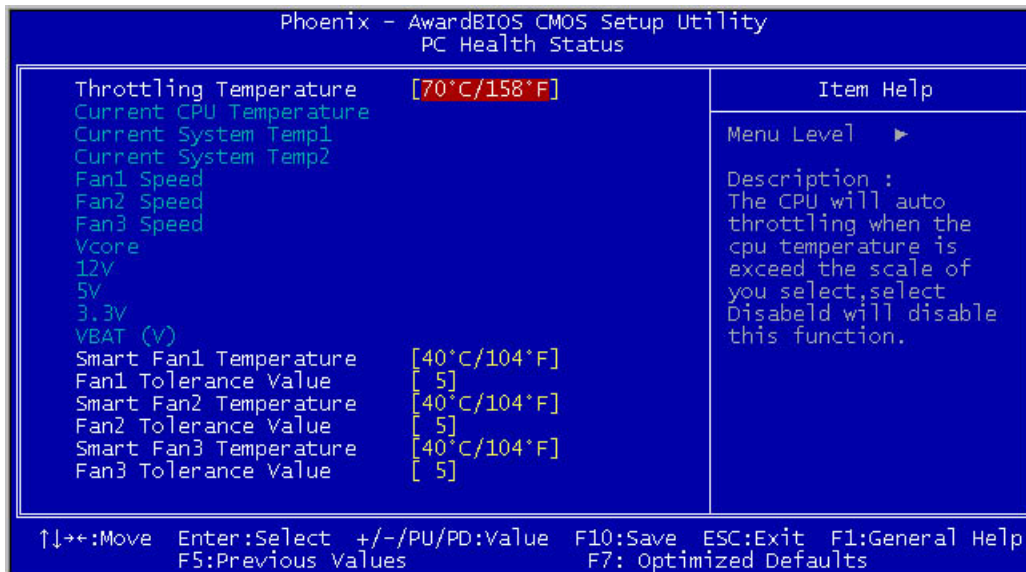 Phoenix - AwardBIOS CMOS Setup Utility
PC Health Status
Throttling Temperature [70°C/158°F]
Current CPU Temperature
Current System Temp1
Current System Temp2
Fan1 Speed
Fan2 Speed
Fan3 Speed
Vcore
12V
5V
3.3V
VBAT (V)
Smart Fan1 Temperature [40°C/104°F]
Fan1 Tolerance Value [ 5]
Smart Fan2 Temperature [40°C/104°F]
Fan2 Tolerance Value [ 5]
Smart Fan3 Temperature [40°C/104°F]
Fan3 Tolerance Value [ 5]
Item Help
Menu Level ►
Description :
The CPU will auto
throttling when the
cpu temperature is
exceed the scale of
you select,select
Disabeld will disable
this function.
↑↓→←:Move Enter:Select +/-/PU/PD:Value F10:Save ESC:Exit F1:General Help
F5:Previous Values F7: Optimized Defaults